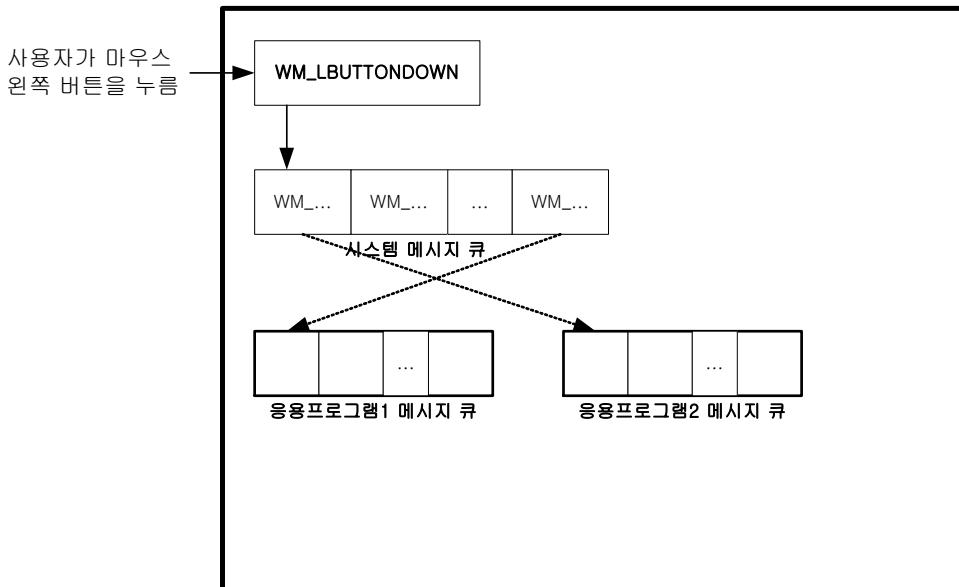 사용자가 마우스
왼쪽 버튼을 누름
WM_LBUTTONDOWN
WM_... WM_... ... WM_...
시스템 메시지 큐
... ...
응용프로그램1 메시지 큐 응용프로그램2 메시지 큐